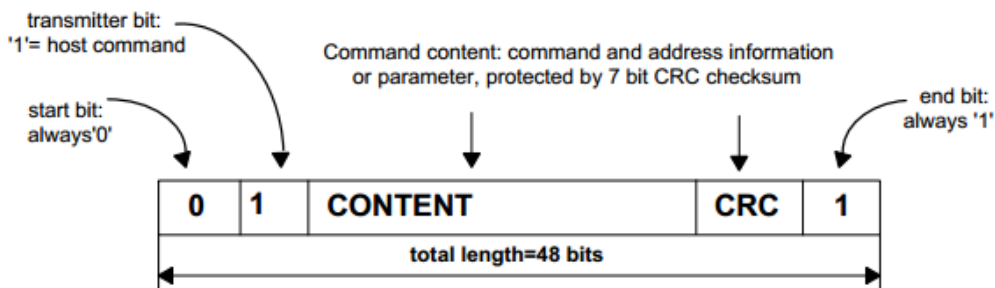 transmitter bit:
'1'= host command
Command content: command and address information
or parameter, protected by 7 bit CRC checksum
start bit:
always'0'
end bit:
always '1'
0 1 CONTENT CRC 1
total length=48 bits